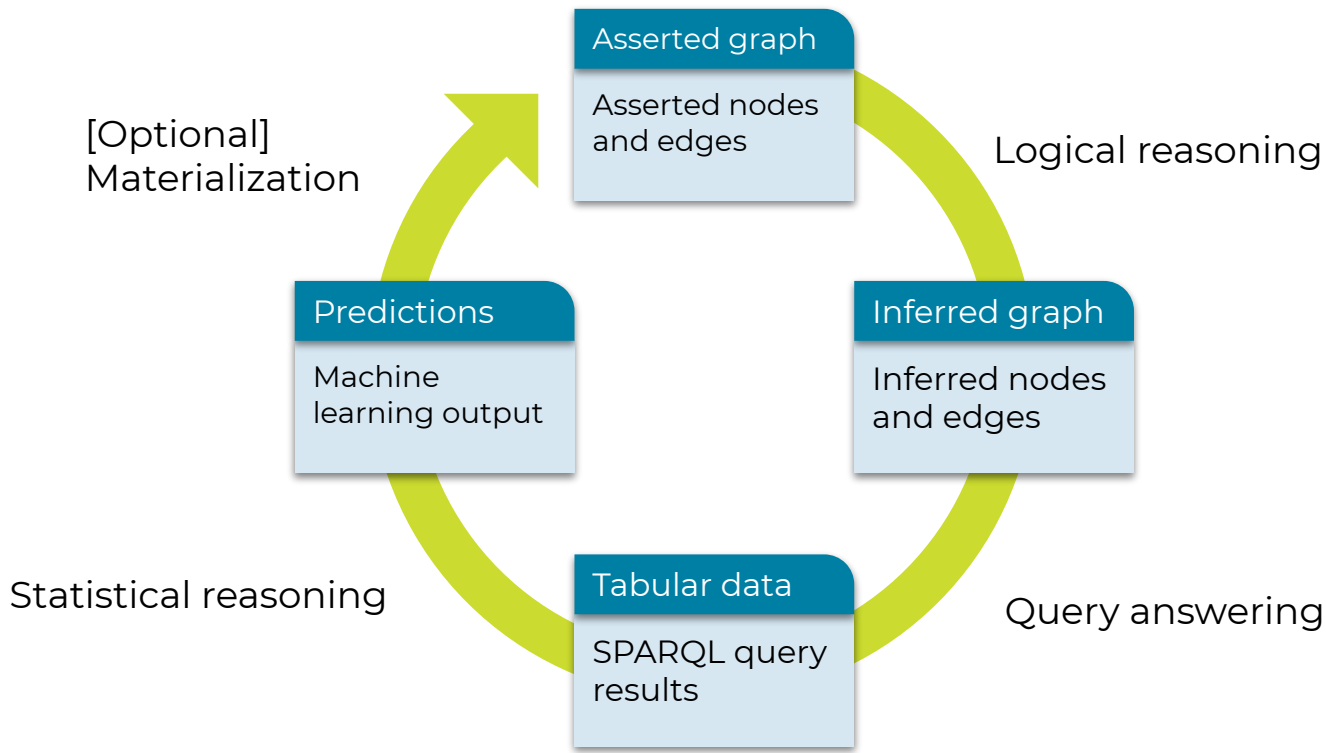 Asserted graph
Asserted nodes
and edges
[Optional]
Materialization
Logical reasoning
Predictions
Machine
learning output
Inferred graph
Inferred nodes
and edges
Statistical reasoning
Tabular data
SPARQL query
results
Query answering